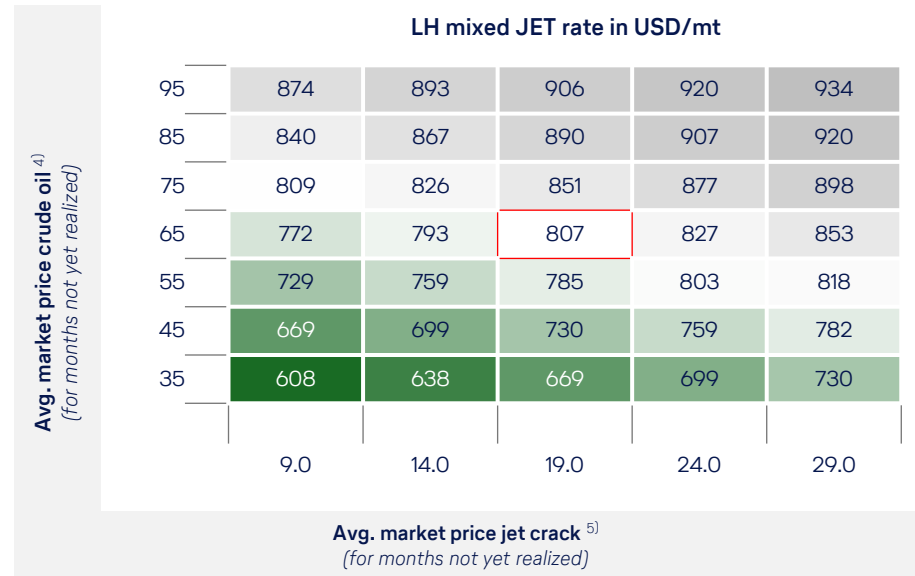 LH mixed JET rate in USD/mt
Avg. market price crude oil 4)
(for months not yet realized)
95 874 893 906 920 934
85 840 867 890 907 920
75 809 826 851 877 898
65 772 793 807 827 853
55 729 759 785 803 818
45 669 699 730 759 782
35 608 638 669 699 730
9.0 14.0 19.0 24.0 29.0
Avg. market price jet crack 5)
(for months not yet realized)